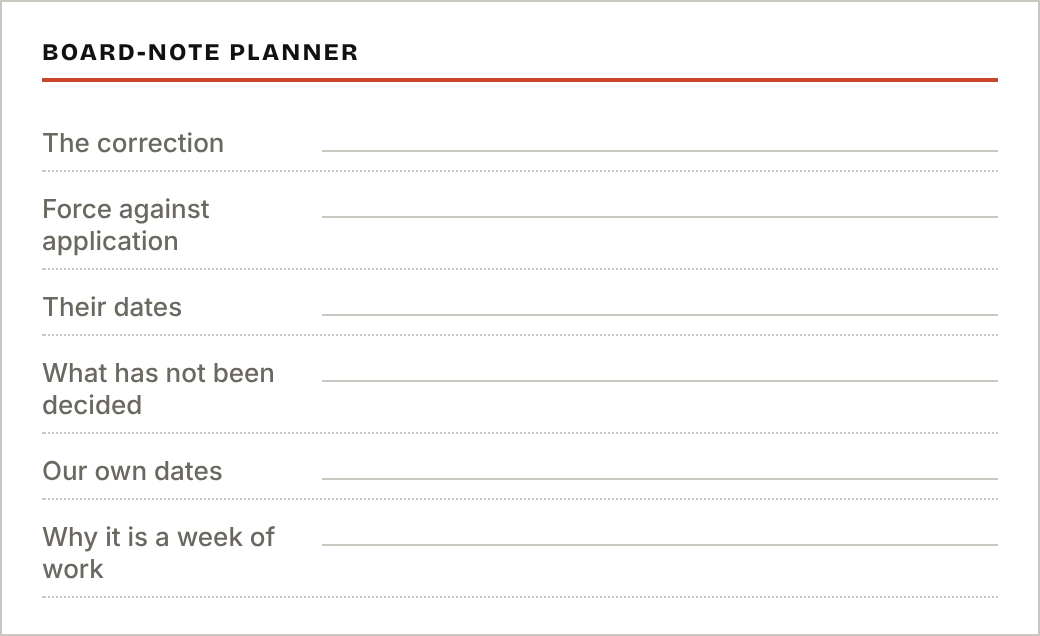 BOARD-NOTE PLANNER
The correction
Force against
application
Their dates
What has not been
decided
Our own dates
Why it is a week of
work